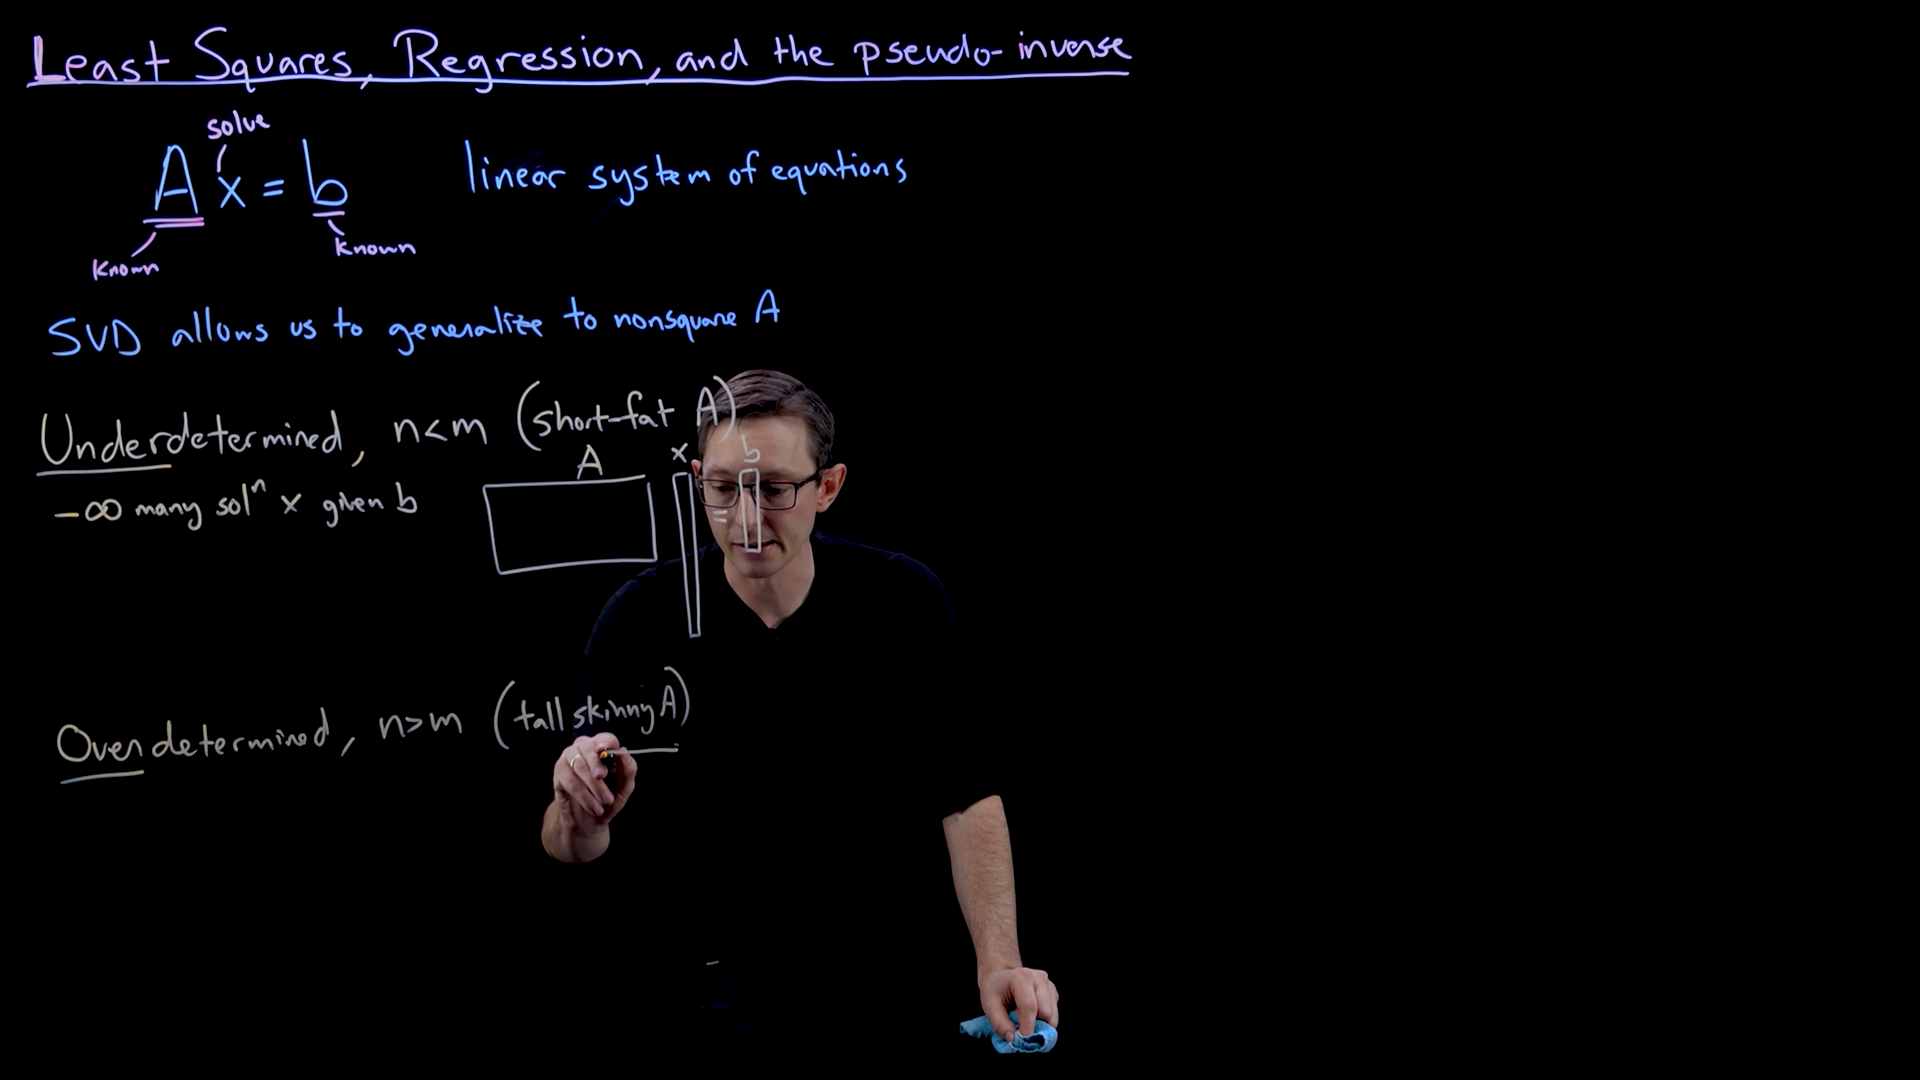 Least Squares, Regression, and the pseudo-inverse
solve
A x = b
linear system of equations
known
known
SVD allows us to generalize to nonsquare A
Underdetermined, n<m (short-fat A)
A x = b
- ∞ many solⁿ x given b
Overdetermined, n>m (tall skinny A)